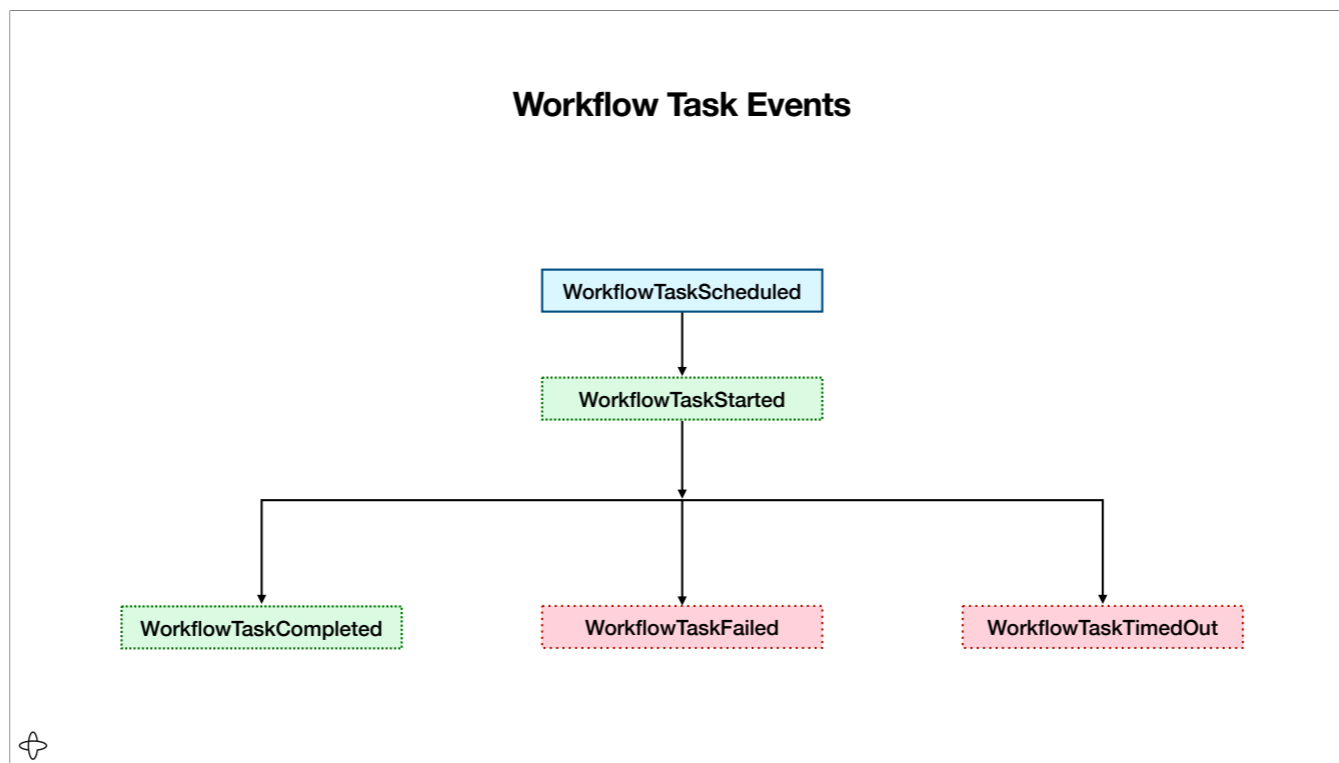 Workflow Task Events
WorkflowTaskScheduled
WorkflowTaskStarted
WorkflowTaskCompleted
WorkflowTaskFailed
WorkflowTaskTimedOut